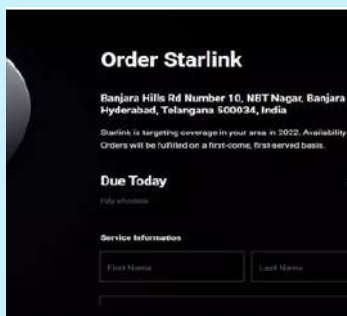 Order Starlink
Banjara Hills Rd Number 10, NBT Nagar, Banjara
Hyderabad, Telangana 500034, India
Starlink is targeting coverage in your area in 2022. Availability
Orders will be fulfilled on a first-come, first-served basis.
Due Today
Fully refundable
Service Information
First Name
Last Name